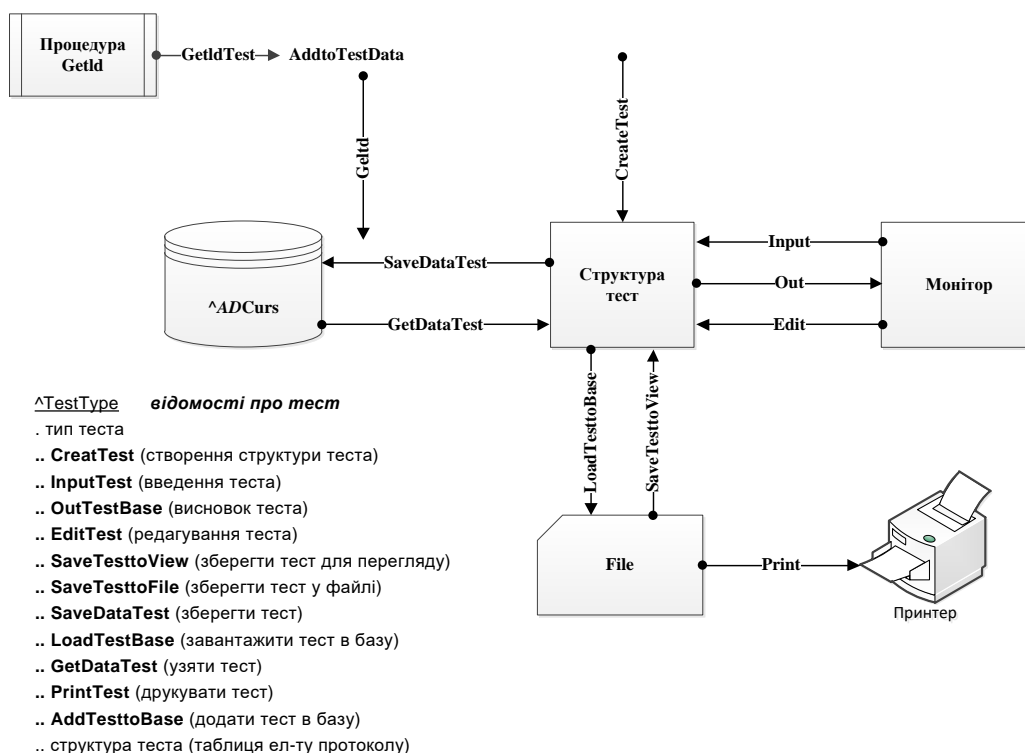 Процедура
GetId
GetIdTest
AddtoTestData
GeItd
CreateTest
^ADCurs
SaveDataTest
GetDataTest
Структура
тест
Input
Out
Edit
Монітор
LoadTesttoBase
SaveTesttoView
File
Print
Принтер
^TestType відомості про тест
. тип теста
.. CreatTest (створення структури теста)
.. InputTest (введення теста)
.. OutTestBase (висновок теста)
.. EditTest (редагування теста)
.. SaveTesttoView (зберегти тест для перегляду)
.. SaveTesttoFile (зберегти тест у файлі)
.. SaveDataTest (зберегти тест)
.. LoadTestBase (завантажити тест в базу)
.. GetDataTest (узяти тест)
.. PrintTest (друкувати тест)
.. AddTesttoBase (додати тест в базу)
.. структура теста (таблиця ел-ту протоколу)